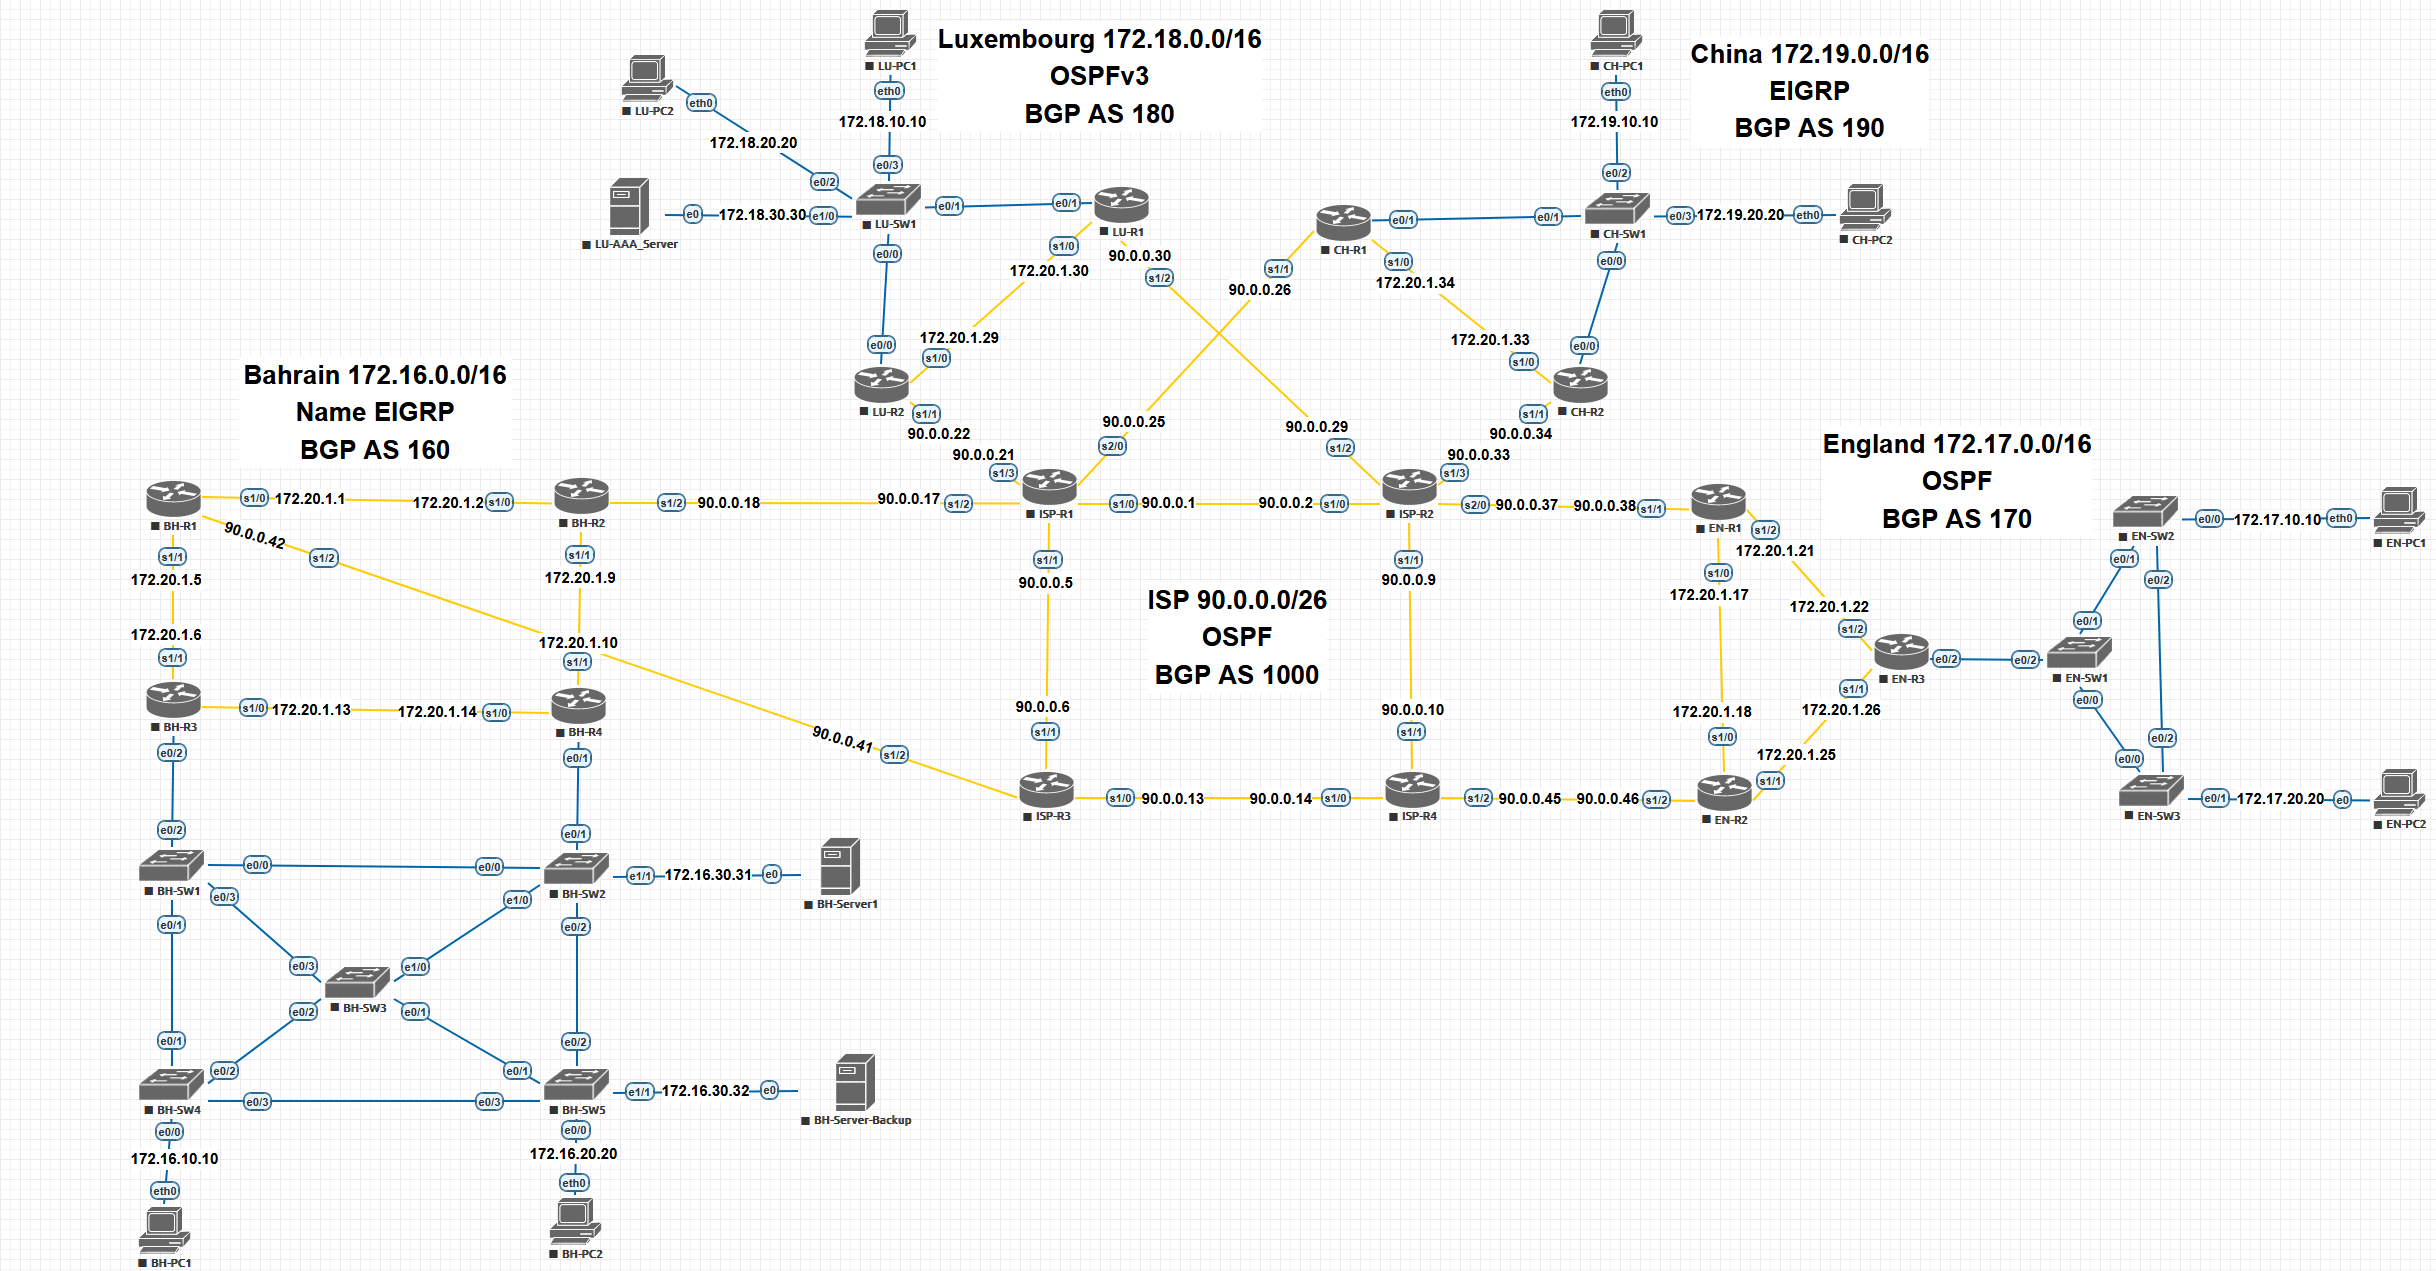 Luxembourg 172.18.0.0/16
OSPFv3
BGP AS 180
China 172.19.0.0/16
EIGRP
BGP AS 190
LU-PC1
eth0
172.18.10.10
e0/3
LU-PC2
eth0
172.18.20.20
e0/2
LU-AAA_Server
e0
172.18.30.30
e1/0
LU-SW1
e0/1
e0/1
LU-R1
e0/0
s1/0
172.20.1.30
90.0.0.30
s1/2
e0/0
172.20.1.29
s1/0
LU-R2
s1/1
90.0.0.22
CH-PC1
eth0
172.19.10.10
e0/2
CH-R1
e0/1
e0/1
CH-SW1
e0/3
172.19.20.20
eth0
CH-PC2
e0/0
s1/1
90.0.0.26
s1/0
172.20.1.34
172.20.1.33
s1/0
e0/0
CH-R2
s1/1
90.0.0.34
Bahrain 172.16.0.0/16
Name EIGRP
BGP AS 160
90.0.0.25
s2/0
90.0.0.21
s1/3
90.0.0.29
s1/2
90.0.0.33
s1/3
England 172.17.0.0/16
OSPF
BGP AS 170
BH-R1
s1/0
172.20.1.1
172.20.1.2
s1/0
BH-R2
s1/2
90.0.0.18
90.0.0.17
s1/2
ISP-R1
s1/0
90.0.0.1
90.0.0.2
s1/0
ISP-R2
s2/0
90.0.0.37
90.0.0.38
s1/1
EN-R1
s1/2
172.20.1.21
90.0.0.42
s1/2
s1/1
172.20.1.5
s1/1
172.20.1.9
s1/1
90.0.0.5
s1/1
90.0.0.9
s1/0
172.20.1.17
172.20.1.22
s1/2
EN-SW2
e0/0
172.17.10.10
eth0
EN-PC1
e0/1
e0/2
ISP 90.0.0.0/26
OSPF
BGP AS 1000
172.20.1.6
s1/1
172.20.1.10
s1/1
e0/1
EN-R3
e0/2
e0/2
EN-SW1
e0/0
s1/1
172.20.1.26
BH-R3
s1/0
172.20.1.13
172.20.1.14
s1/0
BH-R4
90.0.0.41
s1/2
90.0.0.6
s1/1
90.0.0.10
s1/1
172.20.1.18
s1/0
172.20.1.25
s1/1
e0/2
e0/0
e0/2
e0/1
ISP-R3
s1/0
90.0.0.13
90.0.0.14
s1/0
ISP-R4
s1/2
90.0.0.45
90.0.0.46
s1/2
EN-R2
EN-SW3
e0/1
172.17.20.20
e0
EN-PC2
e0/2
e0/1
BH-SW1
e0/0
e0/0
BH-SW2
e1/1
172.16.30.31
e0
BH-Server1
e0/3
e1/0
e0/1
e0/2
e0/3
e1/0
BH-SW3
e0/2
e0/1
e0/1
e0/2
e0/2
e0/1
BH-SW4
e0/3
e0/3
BH-SW5
e1/1
172.16.30.32
e0
BH-Server-Backup
e0/0
172.16.10.10
eth0
BH-PC1
e0/0
172.16.20.20
eth0
BH-PC2